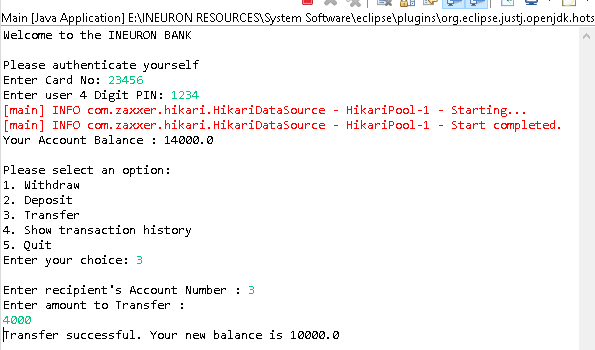 Main [Java Application] E:\INEURON RESOURCES\System Software\eclipse\plugins\org.eclipse.justj.openjdk.hots
Welcome to the INEURON BANK
Please authenticate yourself
Enter Card No: 23456
Enter user 4 Digit PIN: 1234
[main] INFO com.zaxxer.hikari.HikariDataSource - HikariPool-1 - Starting...
[main] INFO com.zaxxer.hikari.HikariDataSource - HikariPool-1 - Start completed.
Your Account Balance : 14000.0
Please select an option:
1. Withdraw
2. Deposit
3. Transfer
4. Show transaction history
5. Quit
Enter your choice: 3
Enter recipient's Account Number : 3
Enter amount to Transfer :
4000
Transfer successful. Your new balance is 10000.0